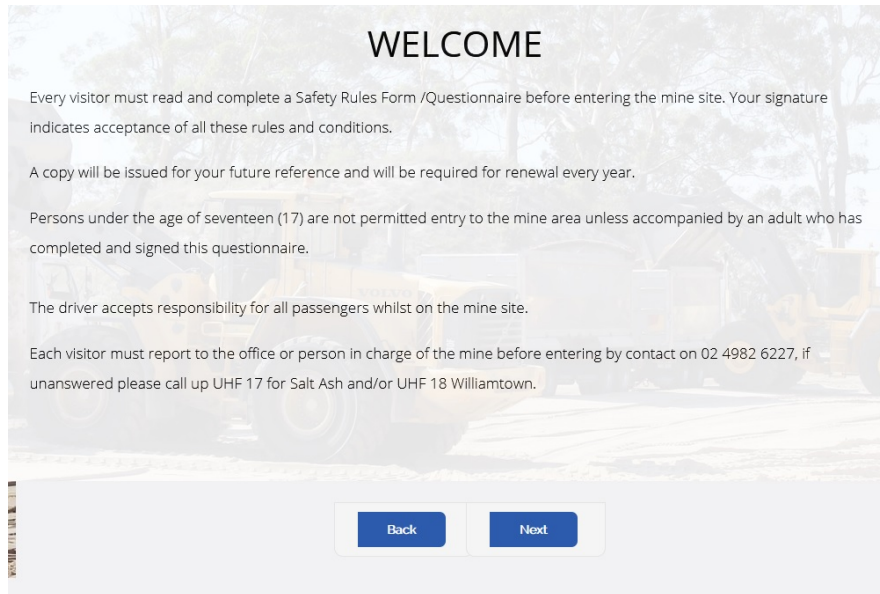 WELCOME
Every visitor must read and complete a Safety Rules Form /Questionnaire before entering the mine site. Your signature
indicates acceptance of all these rules and conditions.
A copy will be issued for your future reference and will be required for renewal every year.
Persons under the age of seventeen (17) are not permitted entry to the mine area unless accompanied by an adult who has
completed and signed this questionnaire.
The driver accepts responsibility for all passengers whilst on the mine site.
Each visitor must report to the office or person in charge of the mine before entering by contact on 02 4982 6227, if
unanswered please call up UHF 17 for Salt Ash and/or UHF 18 Williamtown.
VOLVO
Back
Next